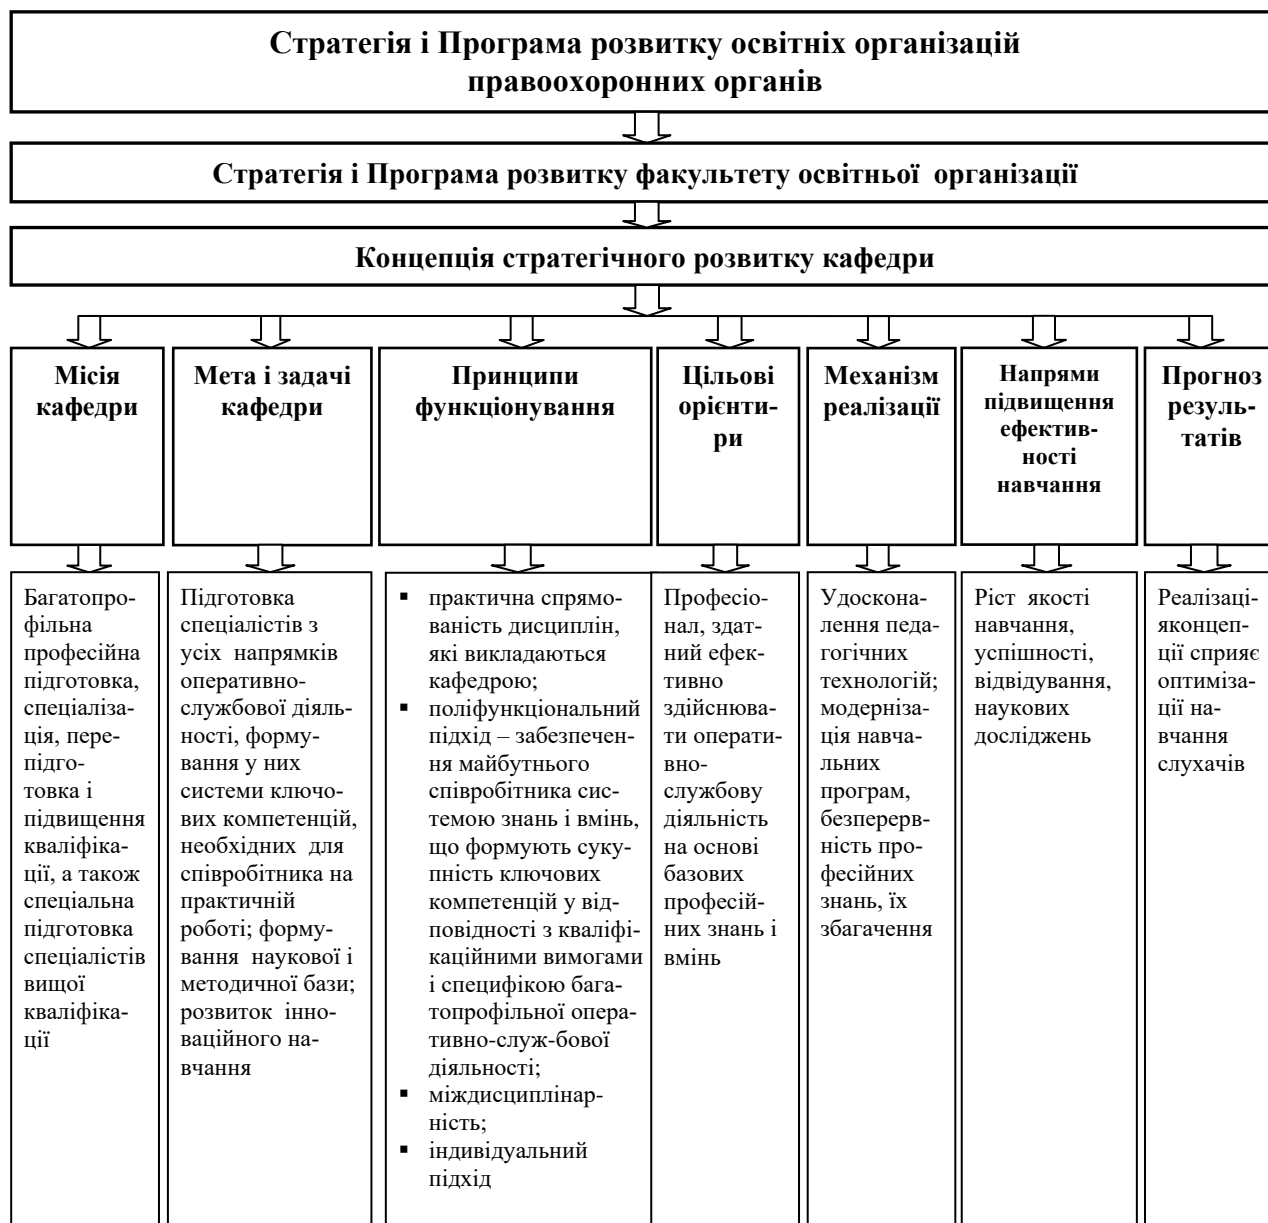 Стратегія і Програма розвитку освітніх організацій
правоохоронних органів
Стратегія і Програма розвитку факультету освітньої організації
Концепція стратегічного розвитку кафедри
Місія
кафедри
Мета і задачі
кафедри
Принципи
функціонування
Цільові
орієнти-
ри
Механізм
реалізації
Напрями
підвищення
ефектив-
ності
навчання
Прогноз
резуль-
татів
Багатопро-
фільна
професійна
підготовка,
спеціаліза-
ція, пере-
підго-
товка і
підвищення
кваліфіка-
ції, а також
спеціальна
підготовка
спеціалістів
вищої
кваліфіка-
ції
Підготовка
спеціалістів з
усіх напрямків
оперативно-
службової діяль-
ності, форму-
вання у них
системи ключо-
вих компетенцій,
необхідних для
співробітника на
практичній
роботі; форму-
вання наукової і
методичної бази;
розвиток інно-
ваційного на-
вчання
▪ практична спрямо-
ваність дисциплін,
які викладаються
кафедрою;
▪ поліфункціональний
підхід – забезпечен-
ня майбутнього
співробітника сис-
темою знань і вмінь,
що формують суку-
пність ключових
компетенцій у від-
повідності з кваліфі-
каційними вимогами
і специфікою бага-
топрофільної опера-
тивно-служ-бової
діяльності;
▪ міждисциплінар-
ність;
▪ індивідуальний
підхід
Професіо-
нал, здат-
ний ефек-
тивно
здійснюва-
ти операти-
вно-
службову
діяльність
на основі
базових
професій-
них знань і
вмінь
Удоскона-
лення педа-
гогічних
технологій;
модерніза-
ція навча-
льних
програм,
безперерв-
ність про-
фесійних
знань, їх
збагачення
Ріст якості
навчання,
успішності,
відвідування,
наукових
досліджень
Реалізаці-
яконцеп-
ції сприяє
оптиміза-
ції на-
вчання
слухачів